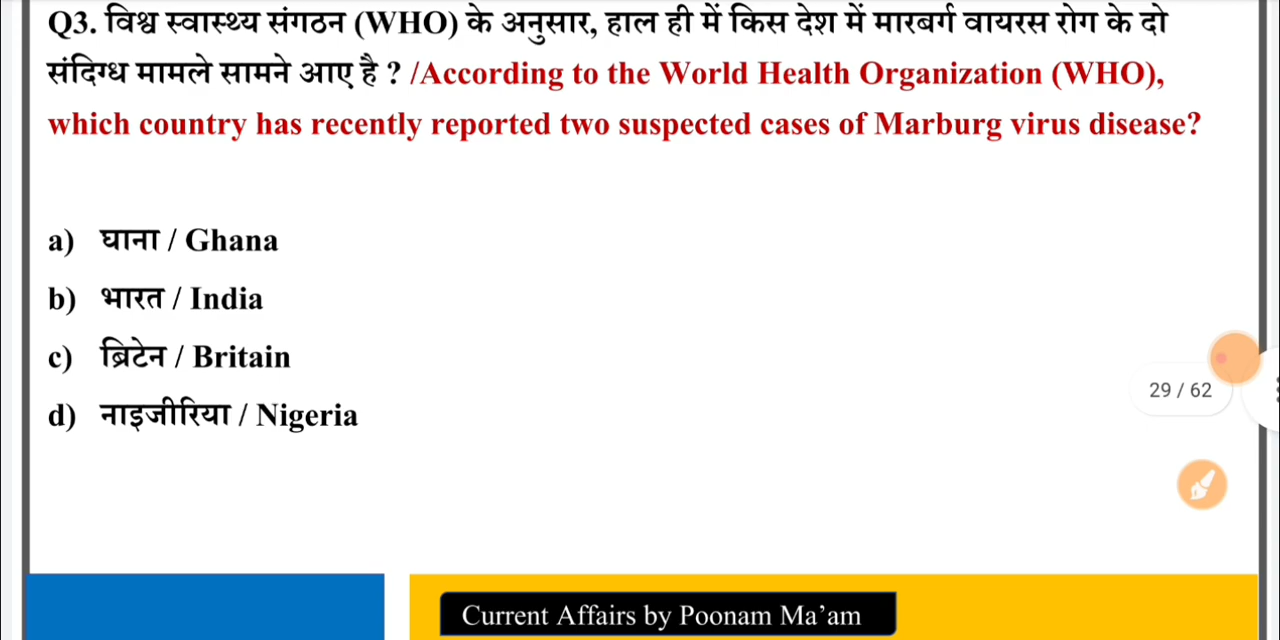 Q3. विश्व स्वास्थ्य संगठन (WHO) के अनुसार, हाल ही में किस देश में मारबर्ग वायरस रोग के दो
संदिग्ध मामले सामने आए है ? /According to the World Health Organization (WHO),
which country has recently reported two suspected cases of Marburg virus disease?
a) घाना / Ghana
b) भारत / India
c) ब्रिटेन / Britain
29 / 62
d) नाइजीरिया / Nigeria
Current Affairs by Poonam Ma’am